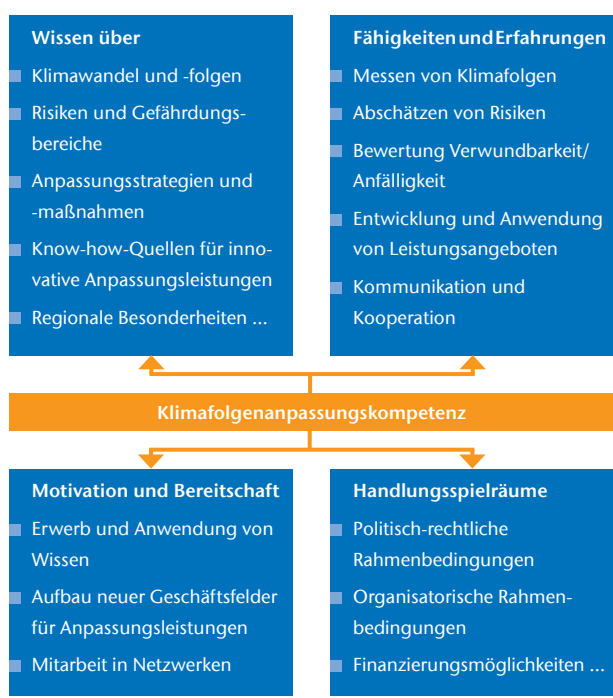 Wissen über
Klimawandel und -folgen
Risiken und Gefährdungs-
bereiche
Anpassungsstrategien und
-maßnahmen
Know-how-Quellen für inno-
vative Anpassungsleistungen
Regionale Besonderheiten ...
Fähigkeiten und Erfahrungen
Messen von Klimafolgen
Abschätzen von Risiken
Bewertung Verwundbarkeit/
Anfälligkeit
Entwicklung und Anwendung
von Leistungsangeboten
Kommunikation und
Kooperation
Klimafolgenanpassungskompetenz
Motivation und Bereitschaft
Erwerb und Anwendung von
Wissen
Aufbau neuer Geschäftsfelder
für Anpassungsleistungen
Mitarbeit in Netzwerken
Handlungsspielräume
Politisch-rechtliche
Rahmenbedingungen
Organisatorische Rahmen-
bedingungen
Finanzierungsmöglichkeiten ...